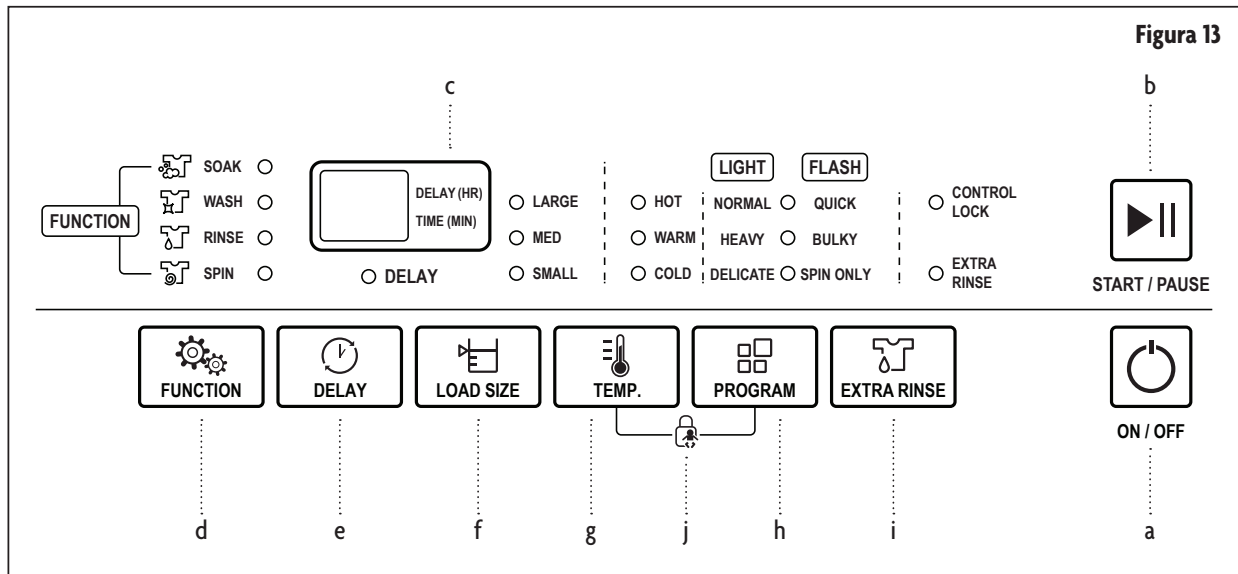 Figura 13
c
b
SOAK
WASH
RINSE
SPIN
FUNCTION
DELAY (HR)
TIME (MIN)
DELAY
LARGE
MED
SMALL
HOT
WARM
COLD
LIGHT FLASH
NORMAL QUICK
HEAVY BULKY
DELICATE SPIN ONLY
CONTROL
LOCK
EXTRA
RINSE
START / PAUSE
FUNCTION
DELAY
LOAD SIZE
TEMP.
PROGRAM
EXTRA RINSE
ON / OFF
d e f g j h i a